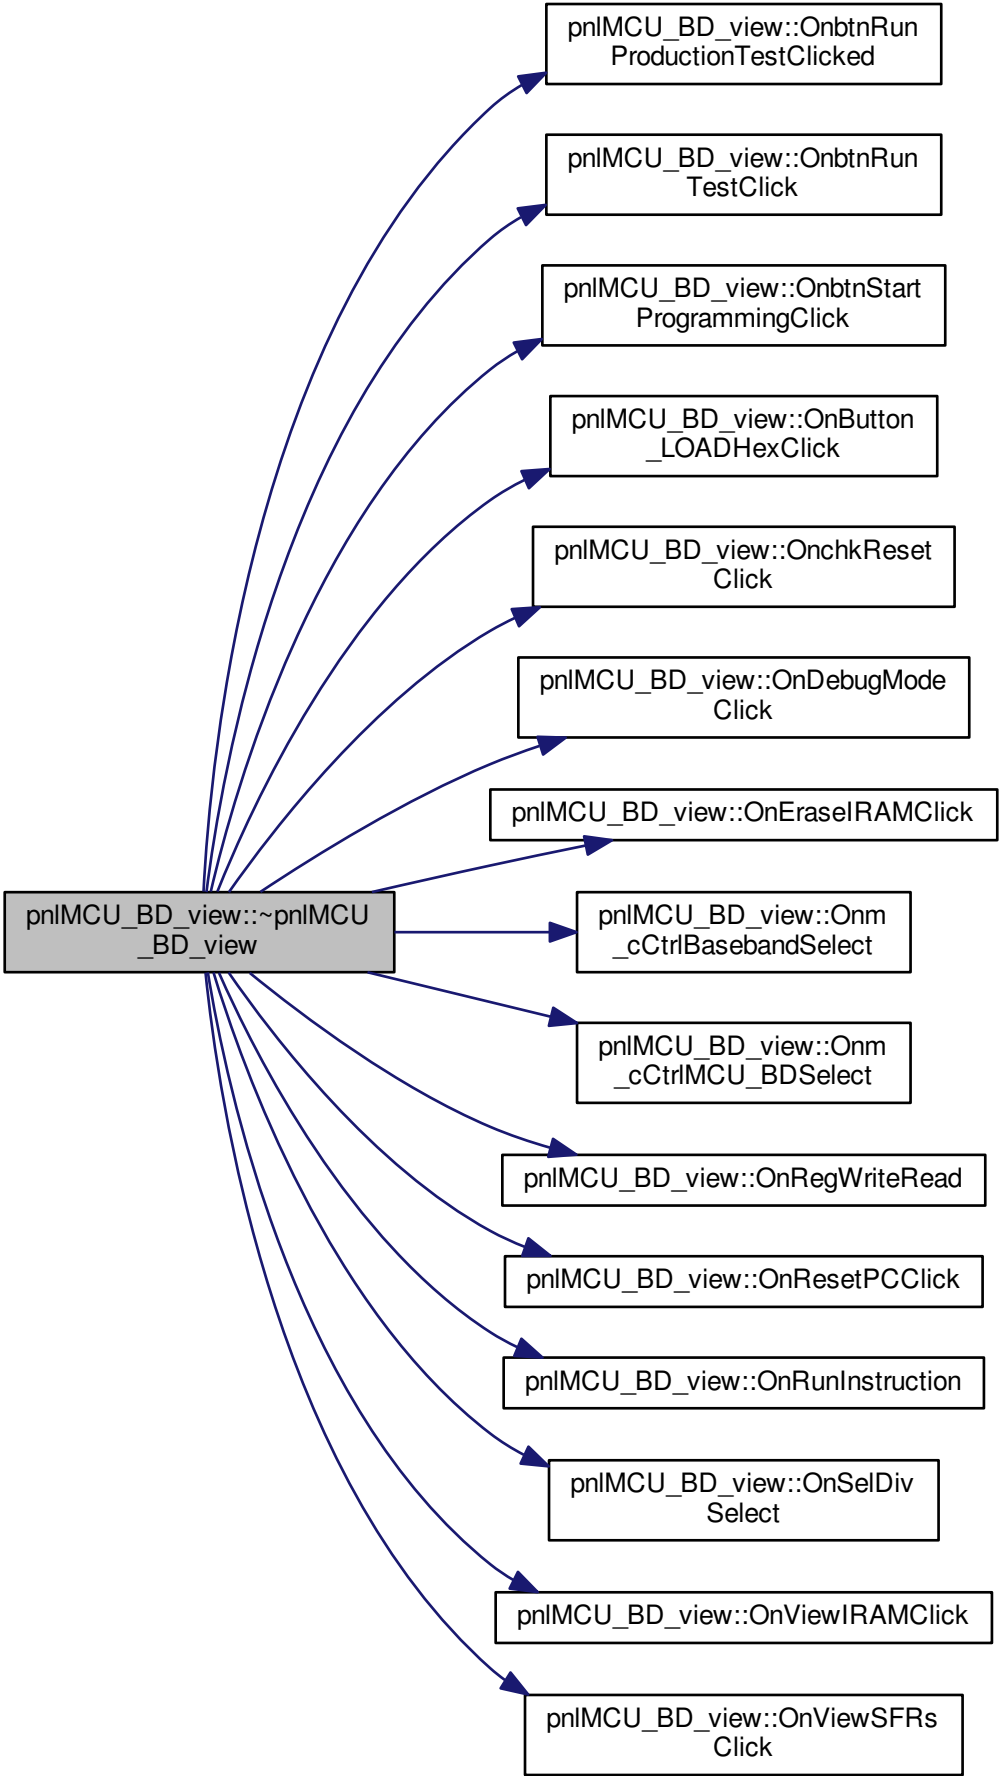 pnlMCU_BD_view::OnbtnRun
ProductionTestClicked
pnlMCU_BD_view::OnbtnRun
TestClick
pnlMCU_BD_view::OnbtnStart
ProgrammingClick
pnlMCU_BD_view::OnButton
_LOADHexClick
pnlMCU_BD_view::OnchkReset
Click
pnlMCU_BD_view::OnDebugMode
Click
pnlMCU_BD_view::OnEraseIRAMClick
pnlMCU_BD_view::~pnlMCU
_BD_view
pnlMCU_BD_view::Onm
_cCtrlBasebandSelect
pnlMCU_BD_view::Onm
_cCtrlMCU_BDSelect
pnlMCU_BD_view::OnRegWriteRead
pnlMCU_BD_view::OnResetPCClick
pnlMCU_BD_view::OnRunInstruction
pnlMCU_BD_view::OnSelDiv
Select
pnlMCU_BD_view::OnViewIRAMClick
pnlMCU_BD_view::OnViewSFRs
Click